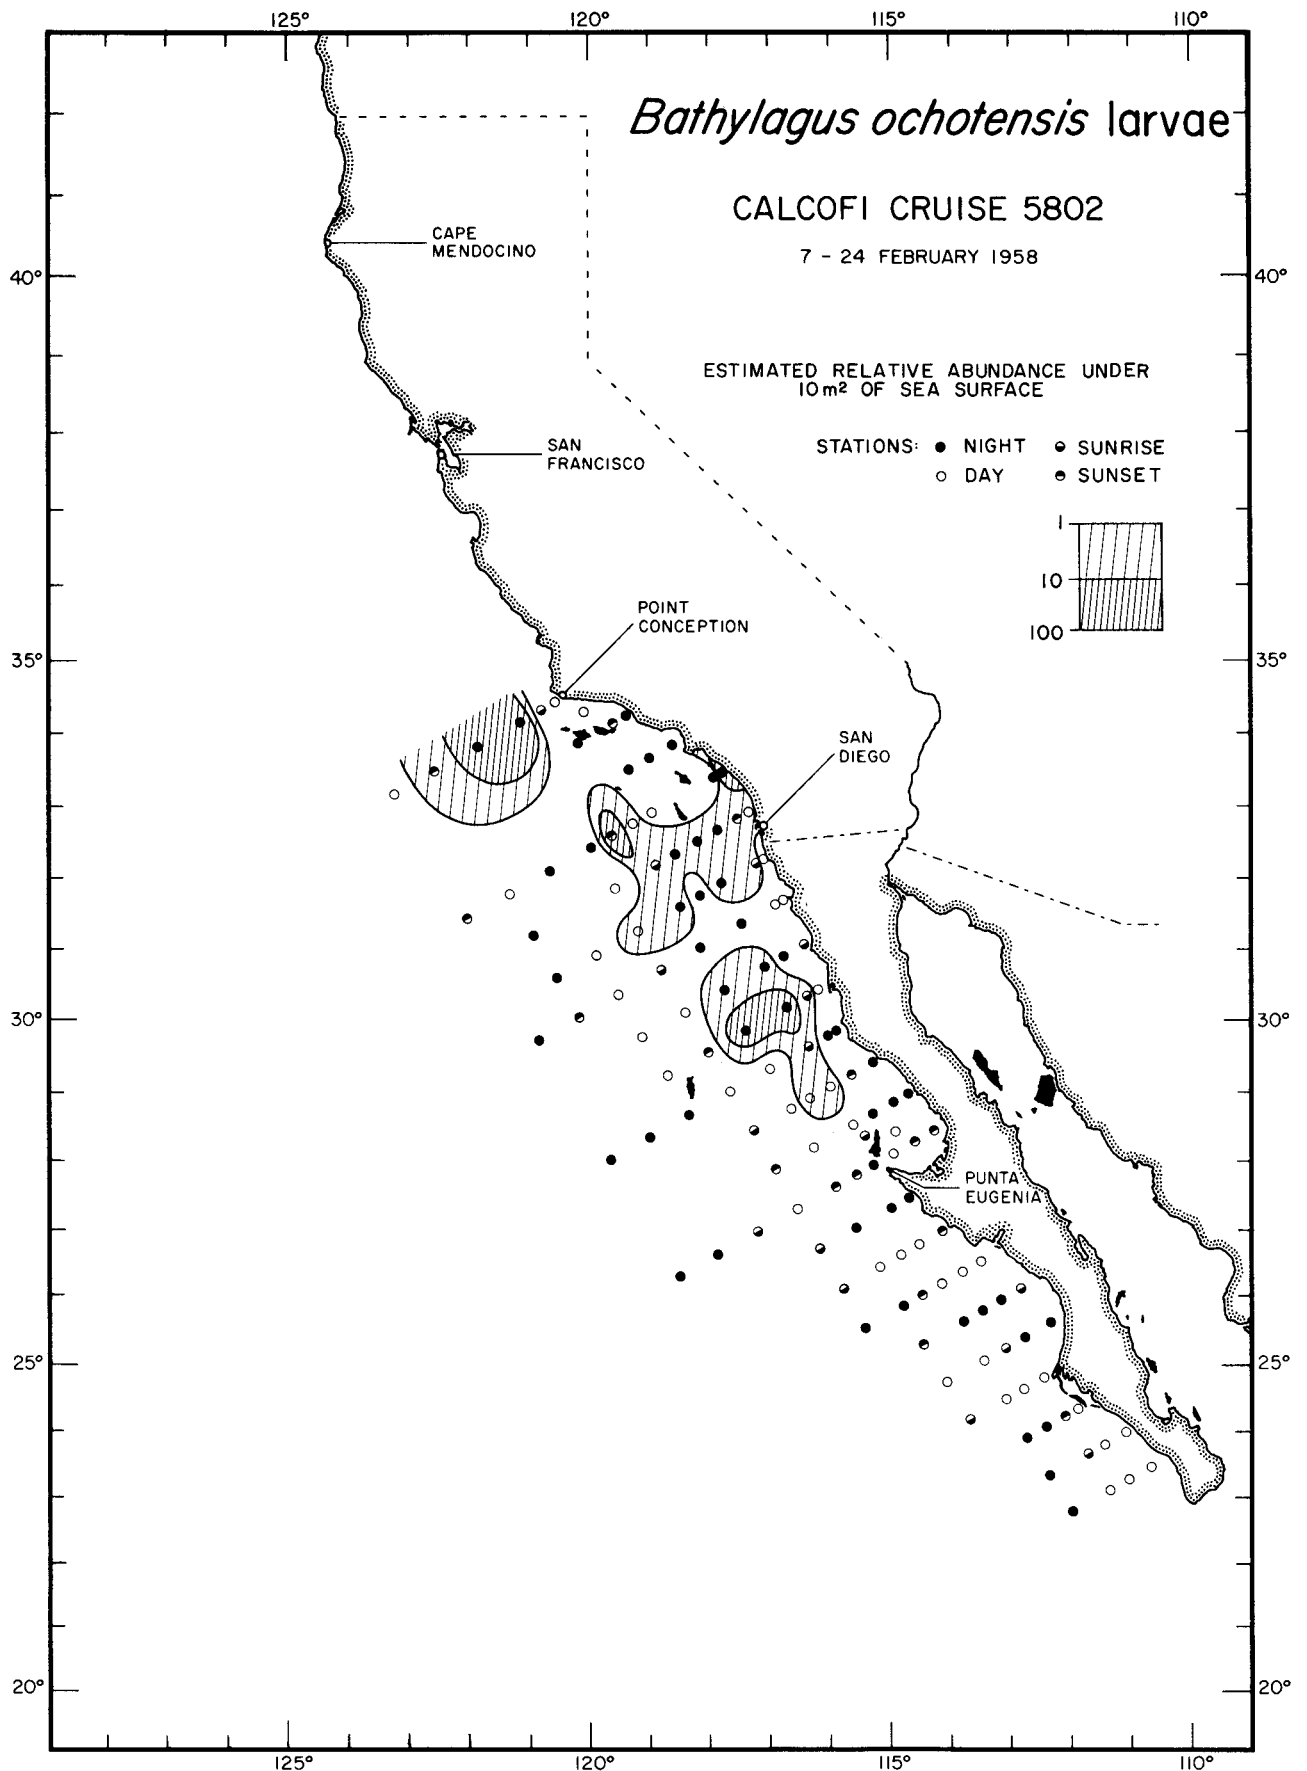 125° 120° 115° 110°
Bathylagus ochotensis larvae
CALCOFI CRUISE 5802
7 - 24 FEBRUARY 1958
CAPE
MENDOCINO
40° 40°
ESTIMATED RELATIVE ABUNDANCE UNDER
10 m² OF SEA SURFACE
STATIONS: NIGHT SUNRISE
DAY SUNSET
SAN
FRANCISCO
1
10
100
POINT
CONCEPTION
35° 35°
SAN
DIEGO
30° 30°
PUNTA
EUGENIA
25° 25°
20° 20°
125° 120° 115° 110°